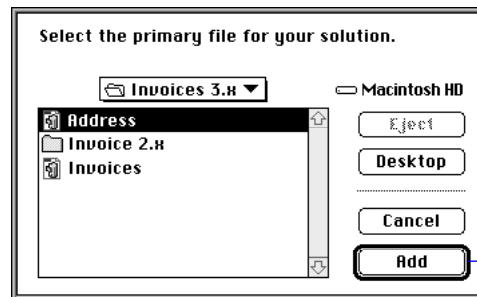 Select the primary file for your solution.
Invoices 3.x
Macintosh HD
Address
Invoice 2.x
Invoices
Eject
Desktop
Cancel
Add